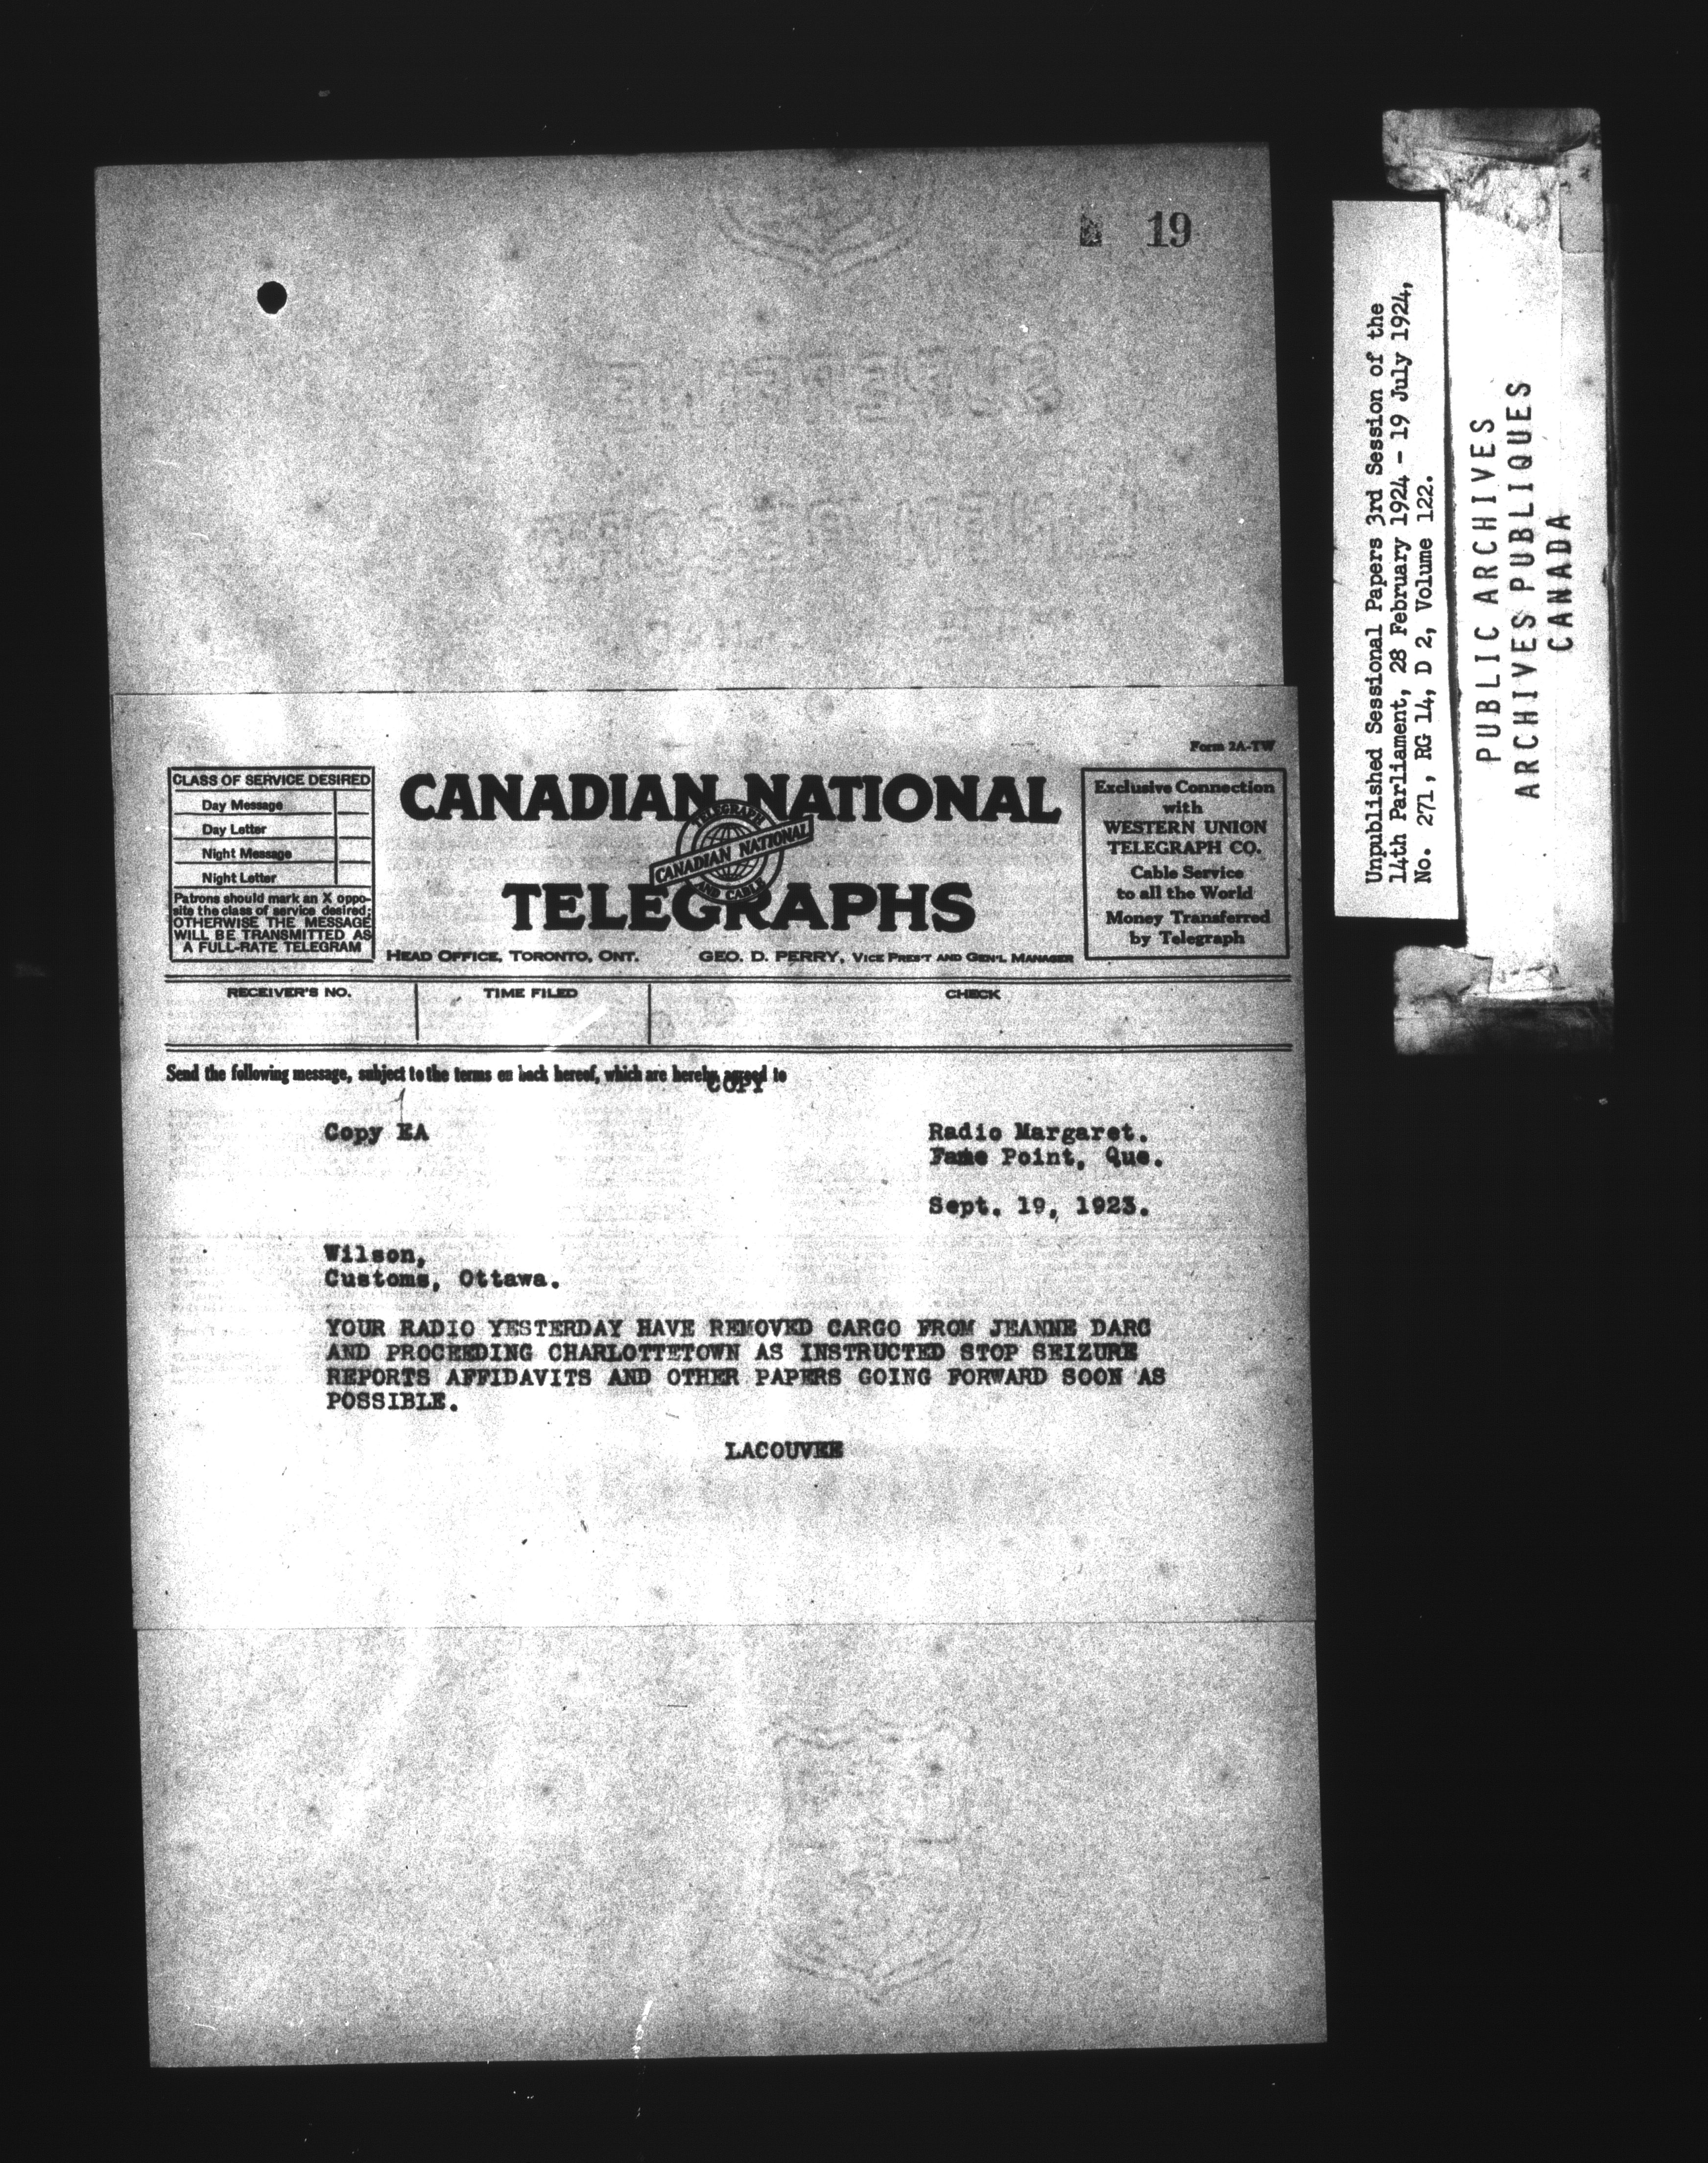 19
Form 2A-TW
CLASS OF SERVICE DESIRED
Day Message
Day Letter
Night Message
Night Letter
Patrons should mark an X oppo-
site the class of service desired;
OTHERWISE THE MESSAGE
WILL BE TRANSMITTED AS
A FULL-RATE TELEGRAM
CANADIAN NATIONAL
TELEGRAPH
CANADIAN NATIONAL
AND CABLE
TELEGRAPHS
HEAD OFFICE, TORONTO, ONT. GEO. D. PERRY, VICE PRES'T AND GEN'L MANAGER
Exclusive Connection
with
WESTERN UNION
TELEGRAPH CO.
Cable Service
to all the World
Money Transferred
by Telegraph
RECEIVER'S NO. TIME FILED CHECK
Send the following message, subject to the terms on back hereof, which are hereby agreed to
COPY
Copy EA
Radio Margaret.
Fame Point, Que.
Sept. 19, 1923.
Wilson,
Customs, Ottawa.
YOUR RADIO YESTERDAY HAVE REMOVED CARGO FROM JEANNE DARC
AND PROCEEDING CHARLOTTETOWN AS INSTRUCTED STOP SEIZURE
REPORTS AFFIDAVITS AND OTHER PAPERS GOING FORWARD SOON AS
POSSIBLE.
LACOUVEE
Unpublished Sessional Papers 3rd Session of the
14th Parliament, 28 February 1924 - 19 July 1924,
No. 271, RG 14, D 2, Volume 122.
PUBLIC ARCHIVES
ARCHIVES PUBLIQUES
CANADA